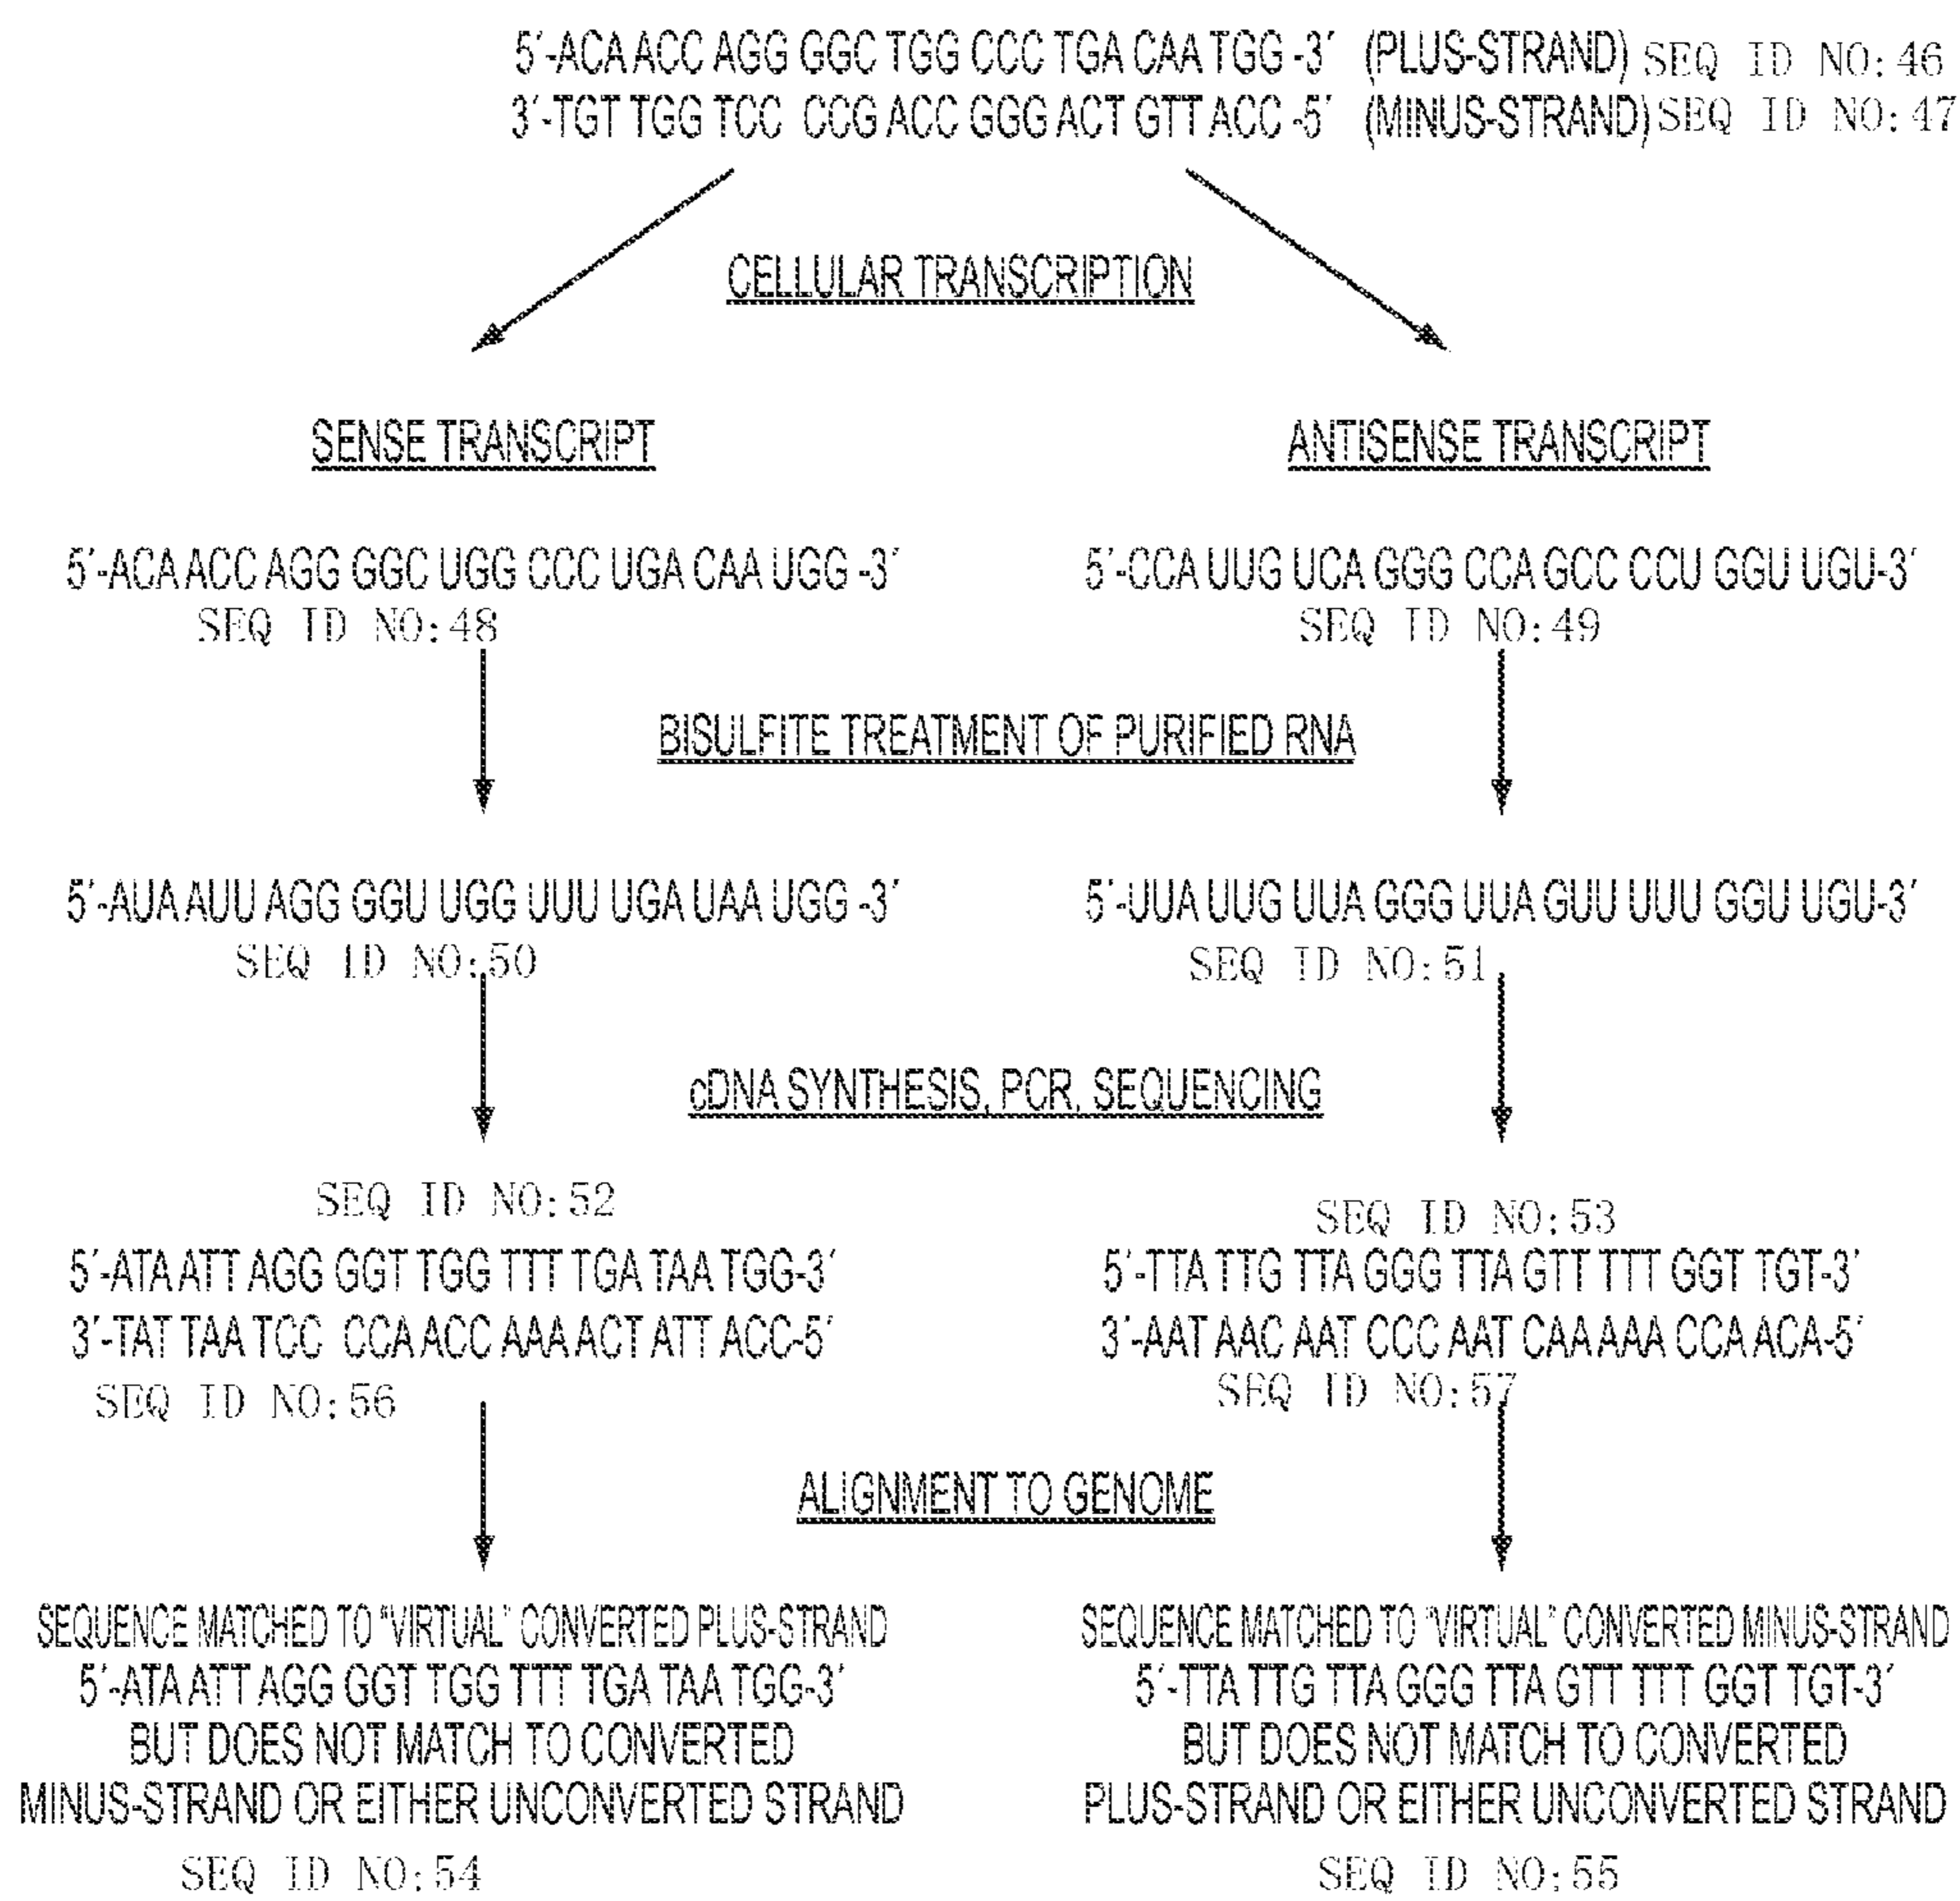 5´-ACA ACC AGG GGC TGG CCC TGA CAA TGG -3´ (PLUS-STRAND) SEQ ID NO:46
3´-TGT TGG TCC CCG ACC GGG ACT GTT ACC -5´ (MINUS-STRAND) SEQ ID NO:47
CELLULAR TRANSCRIPTION
SENSE TRANSCRIPT
ANTISENSE TRANSCRIPT
5´-ACA ACC AGG GGC UGG CCC UGA CAA UGG -3´
SEQ ID NO:48
5´-CCA UUG UCA GGG CCA GCC CCU GGU UGU-3´
SEQ ID NO:49
BISULFITE TREATMENT OF PURIFIED RNA
5´-AUA AUU AGG GGU UGG UUU UGA UAA UGG -3´
SEQ ID NO:50
5´-UUA UUG UUA GGG UUA GUU UUU GGU UGU-3´
SEQ ID NO:51
cDNA SYNTHESIS, PCR, SEQUENCING
SEQ ID NO:52
5´-ATA ATT AGG GGT TGG TTT TGA TAA TGG-3´
3´-TAT TAA TCC CCA ACC AAA ACT ATT ACC-5´
SEQ ID NO:56
SEQ ID NO:53
5´-TTA TTG TTA GGG TTA GTT TTT GGT TGT-3´
3´-AAT AAC AAT CCC AAT CAA AAA CCA ACA-5´
SEQ ID NO:57
ALIGNMENT TO GENOME
SEQUENCE MATCHED TO "VIRTUAL" CONVERTED PLUS-STRAND
5´-ATA ATT AGG GGT TGG TTT TGA TAA TGG-3´
BUT DOES NOT MATCH TO CONVERTED
MINUS-STRAND OR EITHER UNCONVERTED STRAND
SEQ ID NO:54
SEQUENCE MATCHED TO "VIRTUAL" CONVERTED MINUS-STRAND
5´-TTA TTG TTA GGG TTA GTT TTT GGT TGT-3´
BUT DOES NOT MATCH TO CONVERTED
PLUS-STRAND OR EITHER UNCONVERTED STRAND
SEQ ID NO:55